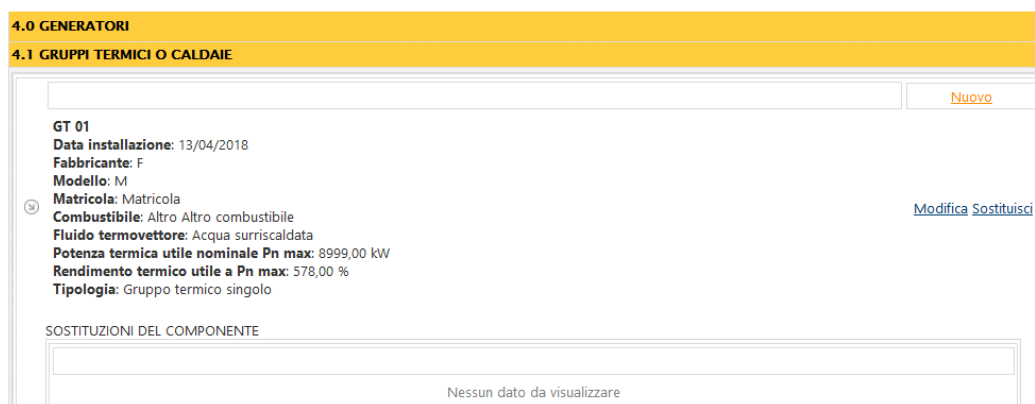 4.0 GENERATORI
4.1 GRUPPI TERMICI O CALDAIE
Nuovo
GT 01
Data installazione: 13/04/2018
Fabbricante: F
Modello: M
Matricola: Matricola
Combustibile: Altro Altro combustibile
Fluido termovettore: Acqua surriscaldata
Potenza termica utile nominale Pn max: 8999,00 kW
Rendimento termico utile a Pn max: 578,00 %
Tipologia: Gruppo termico singolo
Modifica Sostituisci
SOSTITUZIONI DEL COMPONENTE
Nessun dato da visualizzare